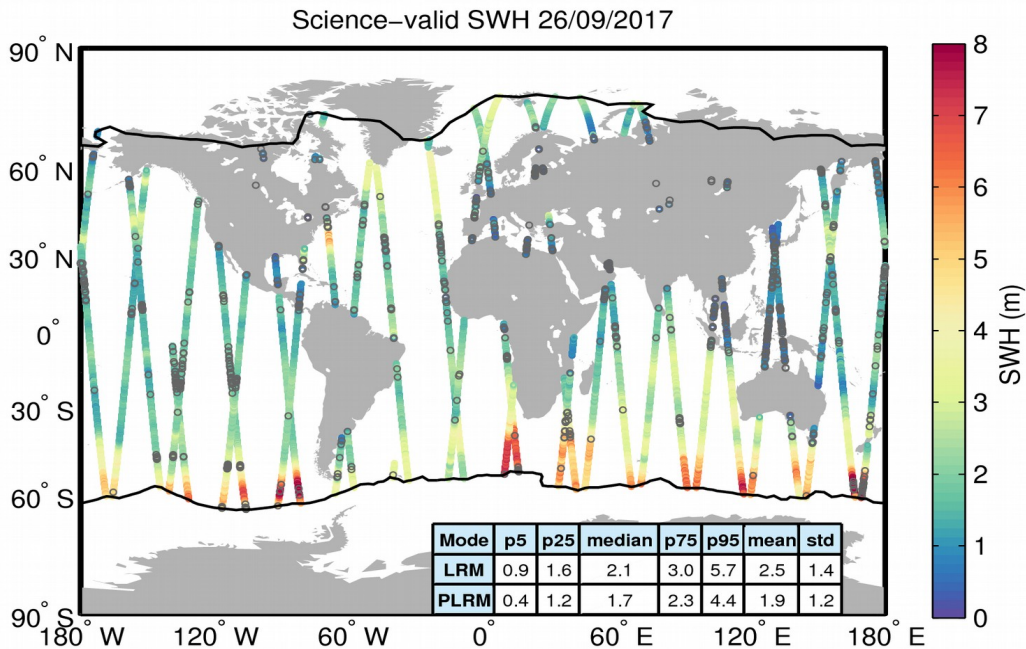 Science−valid SWH 26/09/2017
90° N
60° N
30° N
0°
30° S
60° S
90° S
180° W
120° W
60° W
0°
60° E
120° E
180° E
Mode p5 p25 median p75 p95 mean std
LRM 0.9 1.6 2.1 3.0 5.7 2.5 1.4
PLRM 0.4 1.2 1.7 2.3 4.4 1.9 1.2
8
7
6
5
4
3
2
1
0
SWH (m)